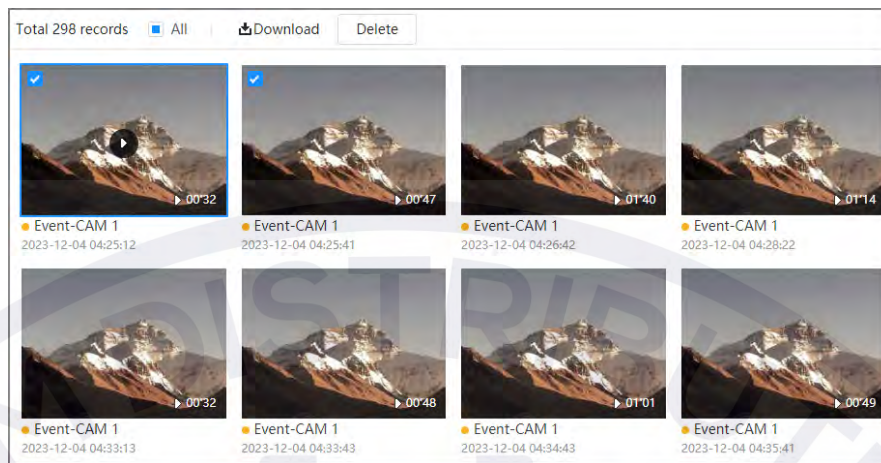 Total 298 records All Download Delete
00'32 00'47 01'40 01'14
Event-CAM 1 Event-CAM 1 Event-CAM 1 Event-CAM 1
2023-12-04 04:25:12 2023-12-04 04:25:41 2023-12-04 04:26:42 2023-12-04 04:28:22
00'32 00'48 01'01 00'49
Event-CAM 1 Event-CAM 1 Event-CAM 1 Event-CAM 1
2023-12-04 04:33:13 2023-12-04 04:33:43 2023-12-04 04:34:43 2023-12-04 04:35:41